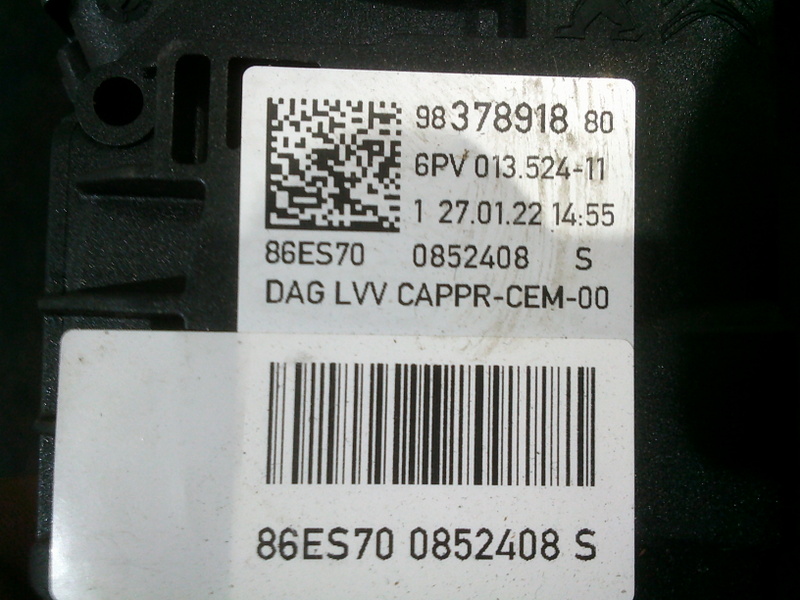 98 378918 80
6PV 013.524-11
1 27.01.22 14:55
86ES70 0852408 S
DAG LVV CAPPR-CEM-00
86ES70 0852408 S